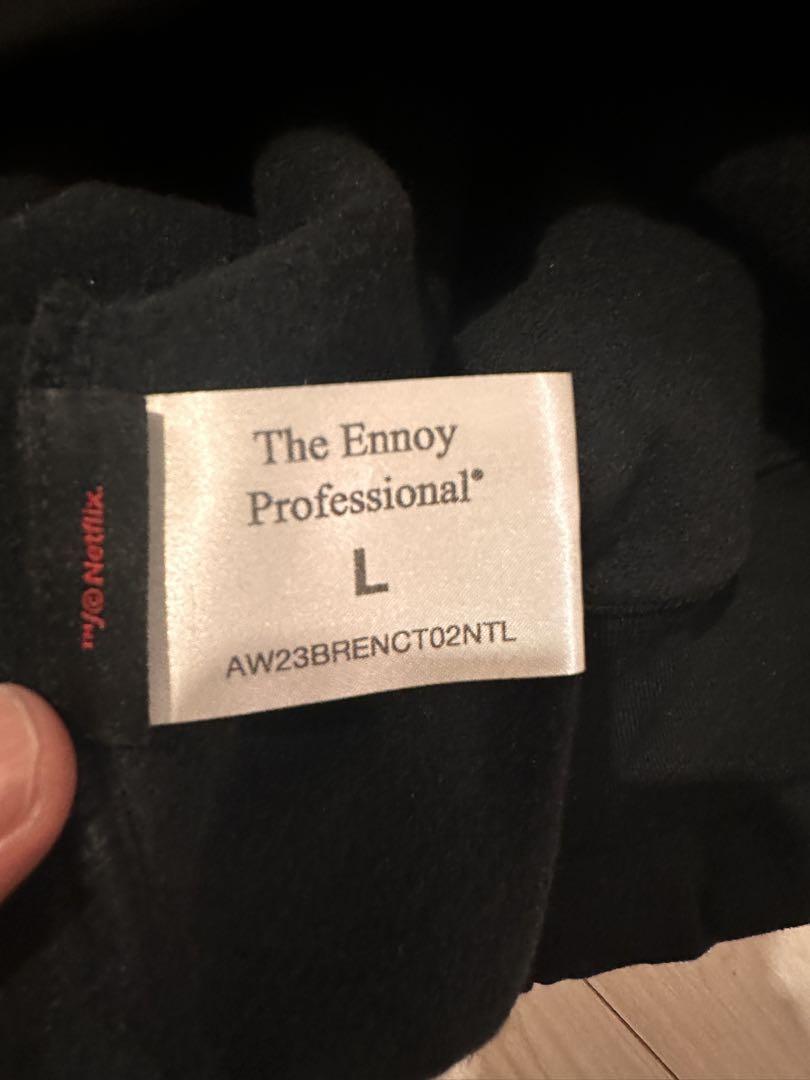 The Ennoy
Professional®
L
AW23BRENCT02NTL
™/© Netflix.